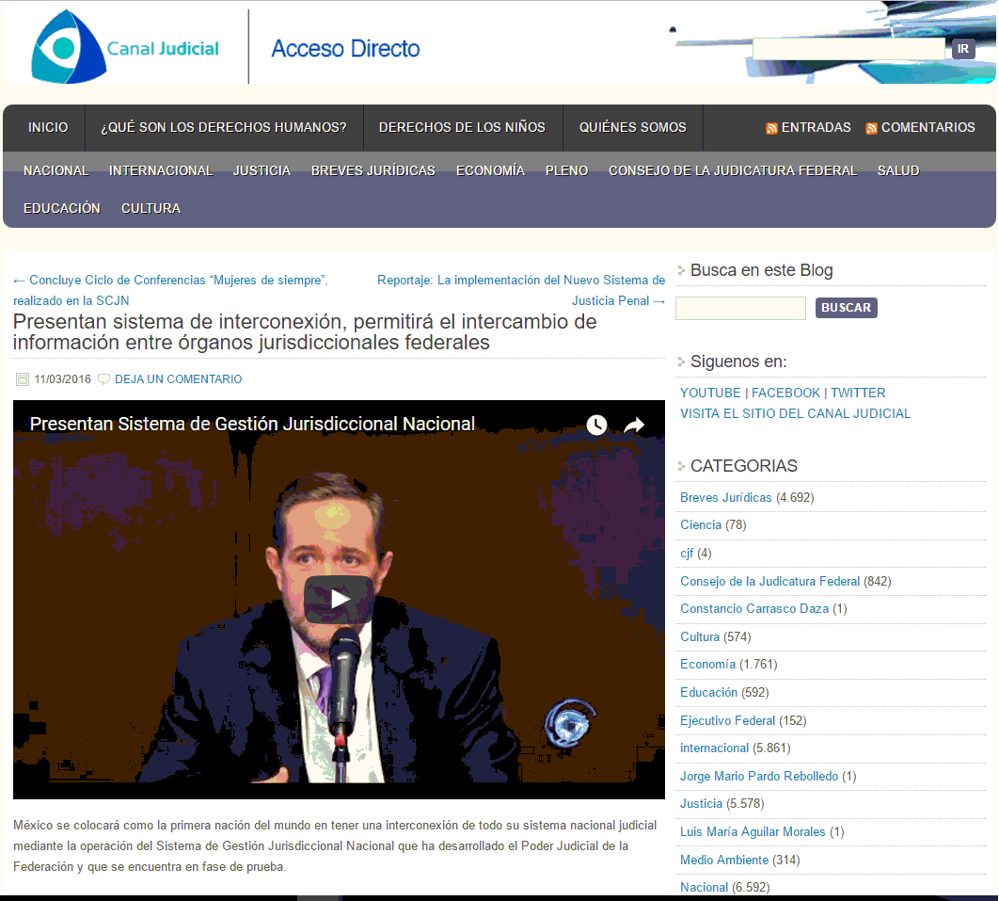 Canal Judicial
Acceso Directo
IR
INICIO
¿QUÉ SON LOS DERECHOS HUMANOS?
DERECHOS DE LOS NIÑOS
QUIÉNES SOMOS
ENTRADAS
COMENTARIOS
NACIONAL
INTERNACIONAL
JUSTICIA
BREVES JURÍDICAS
ECONOMÍA
PLENO
CONSEJO DE LA JUDICATURA FEDERAL
SALUD
EDUCACIÓN
CULTURA
← Concluye Ciclo de Conferencias “Mujeres de siempre”,
realizado en la SCJN
Reportaje: La implementación del Nuevo Sistema de
Justicia Penal →
Presentan sistema de interconexión, permitirá el intercambio de
información entre órganos jurisdiccionales federales
11/03/2016
DEJA UN COMENTARIO
Presentan Sistema de Gestión Jurisdiccional Nacional
México se colocará como la primera nación del mundo en tener una interconexión de todo su sistema nacional judicial
mediante la operación del Sistema de Gestión Jurisdiccional Nacional que ha desarrollado el Poder Judicial de la
Federación y que se encuentra en fase de prueba.
Busca en este Blog
BUSCAR
Siguenos en:
YOUTUBE | FACEBOOK | TWITTER
VISITA EL SITIO DEL CANAL JUDICIAL
CATEGORIAS
Breves Jurídicas (4.692)
Ciencia (78)
cjf (4)
Consejo de la Judicatura Federal (842)
Constancio Carrasco Daza (1)
Cultura (574)
Economía (1.761)
Educación (592)
Ejecutivo Federal (152)
internacional (5.861)
Jorge Mario Pardo Rebolledo (1)
Justicia (5.578)
Luis María Aguilar Morales (1)
Medio Ambiente (314)
Nacional (6.592)